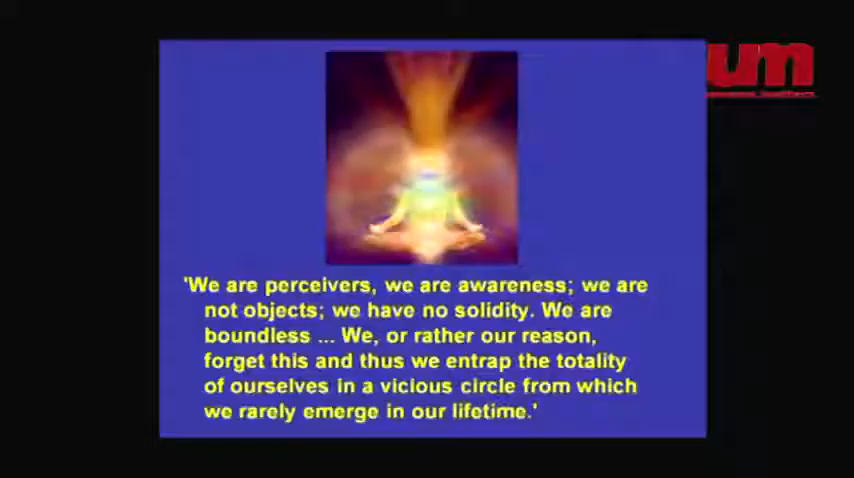 um
'We are perceivers, we are awareness; we are
not objects; we have no solidity. We are
boundless ... We, or rather our reason,
forget this and thus we entrap the totality
of ourselves in a vicious circle from which
we rarely emerge in our lifetime.'